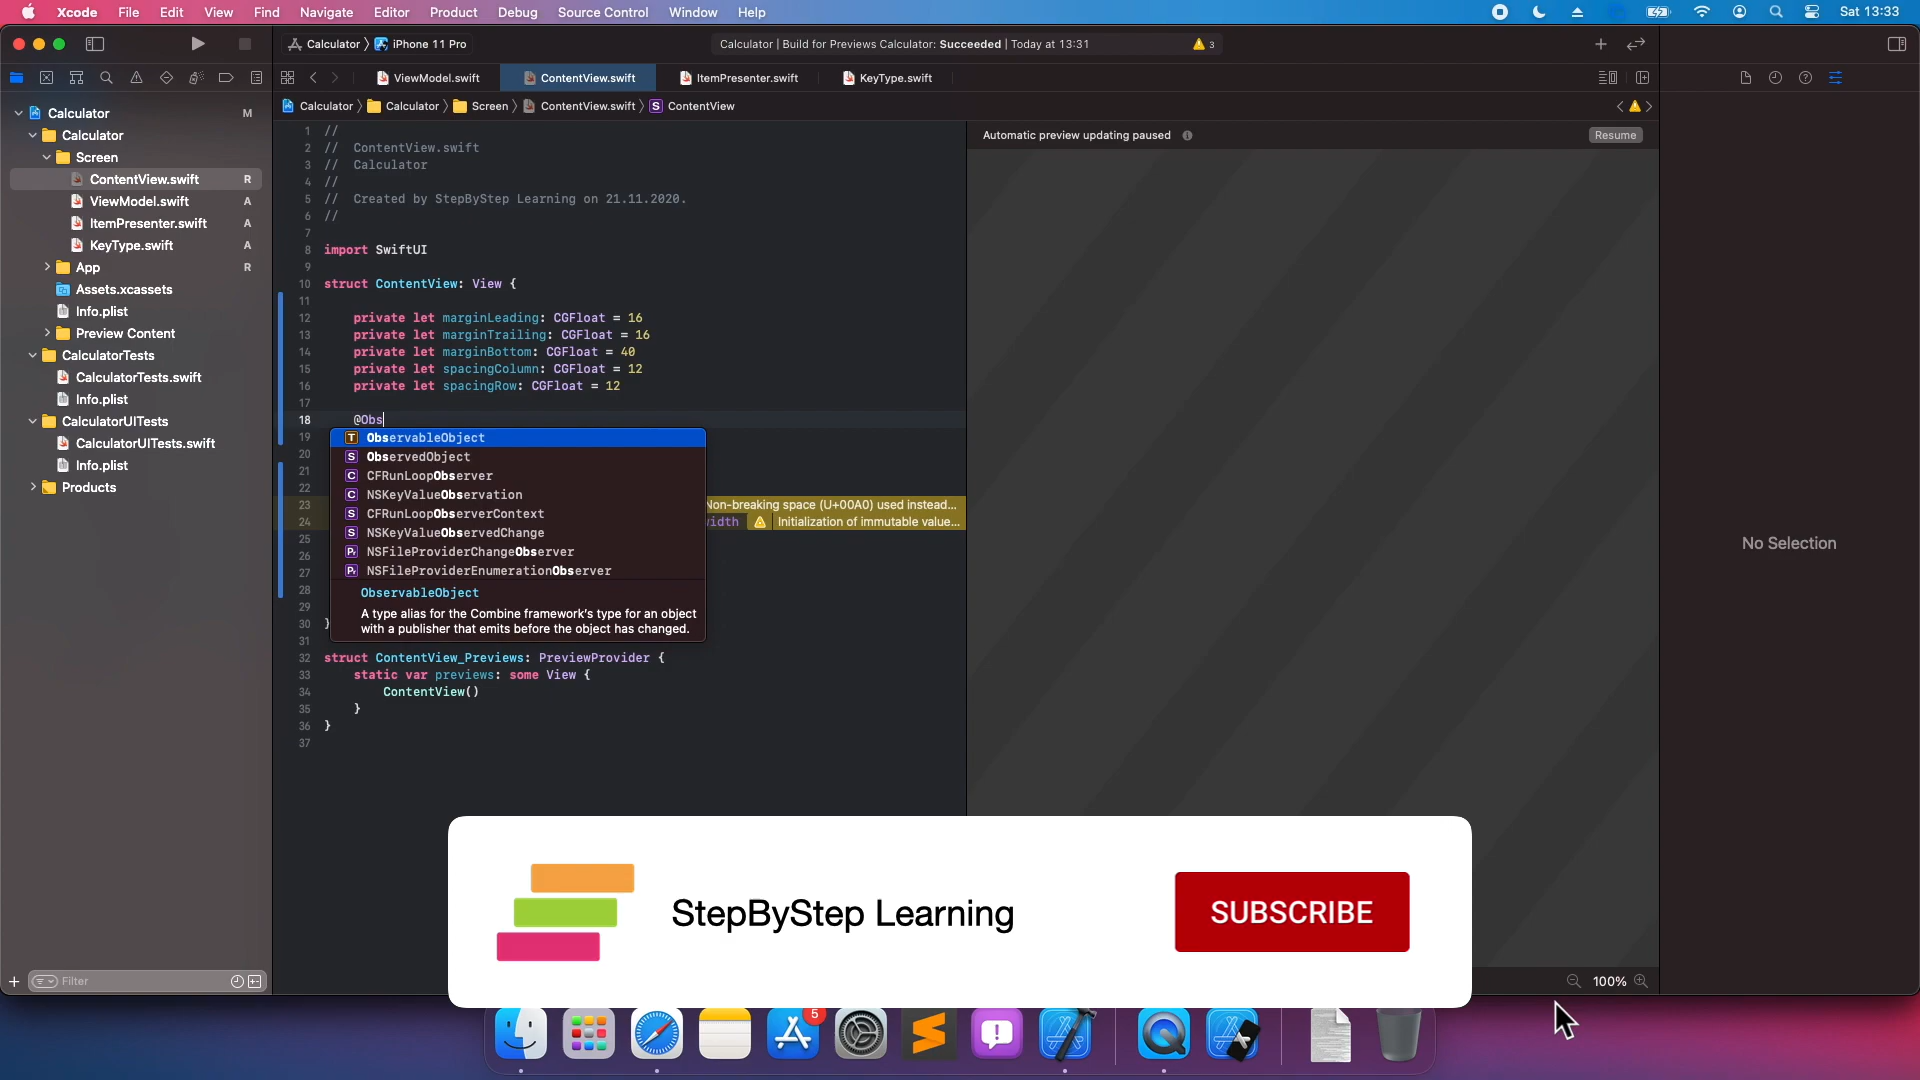 Xcode File Edit View Find Navigate Editor Product Debug Source Control Window Help Sat 13:33
Calculator iPhone 11 Pro
Calculator | Build for Previews Calculator: Succeeded | Today at 13:31 3
ViewModel.swift ContentView.swift ItemPresenter.swift KeyType.swift
Calculator Calculator Screen ContentView.swift S ContentView
Calculator M
Calculator
Screen
ContentView.swift R
ViewModel.swift A
ItemPresenter.swift A
KeyType.swift A
App R
Assets.xcassets
Info.plist
Preview Content
CalculatorTests
CalculatorTests.swift
Info.plist
CalculatorUITests
CalculatorUITests.swift
Info.plist
Products
Filter
1 //
2 // ContentView.swift
3 // Calculator
4 //
5 // Created by StepByStep Learning on 21.11.2020.
6 //
7
8 import SwiftUI
9
10 struct ContentView: View {
11
12 private let marginLeading: CGFloat = 16
13 private let marginTrailing: CGFloat = 16
14 private let marginBottom: CGFloat = 40
15 private let spacingColumn: CGFloat = 12
16 private let spacingRow: CGFloat = 12
17
18 @Obs
19 T ObservableObject
20 S ObservedObject
21 C CFRunLoopObserver
22 C NSKeyValueObservation
23 S CFRunLoopObserverContext Non-breaking space (U+00A0) used instead...
24 S NSKeyValueObservedChange width Initialization of immutable value...
25
26 Pr NSFileProviderChangeObserver
27 Pr NSFileProviderEnumerationObserver
28 ObservableObject
29 A type alias for the Combine framework's type for an object
30 } with a publisher that emits before the object has changed.
31
32 struct ContentView_Previews: PreviewProvider {
33 static var previews: some View {
34 ContentView()
35 }
36 }
37
Automatic preview updating paused Resume
No Selection
100%
StepByStep Learning
SUBSCRIBE
5